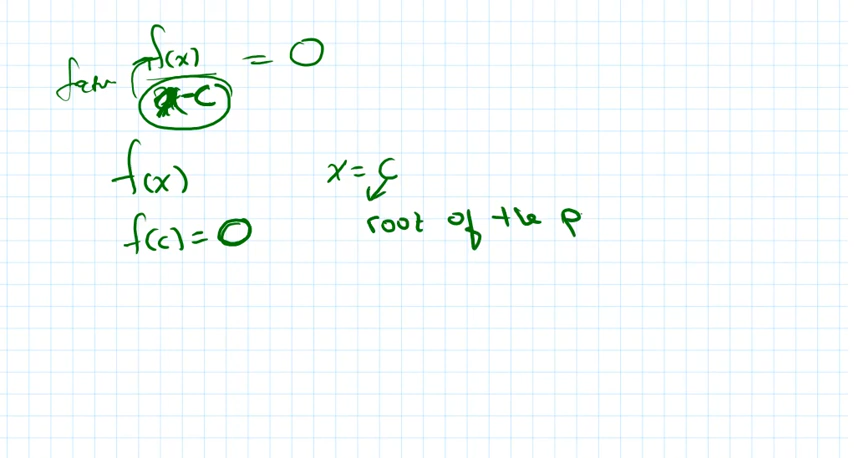 f(x) / x-c = 0
f(x) x = c
f(c) = 0 root of the p